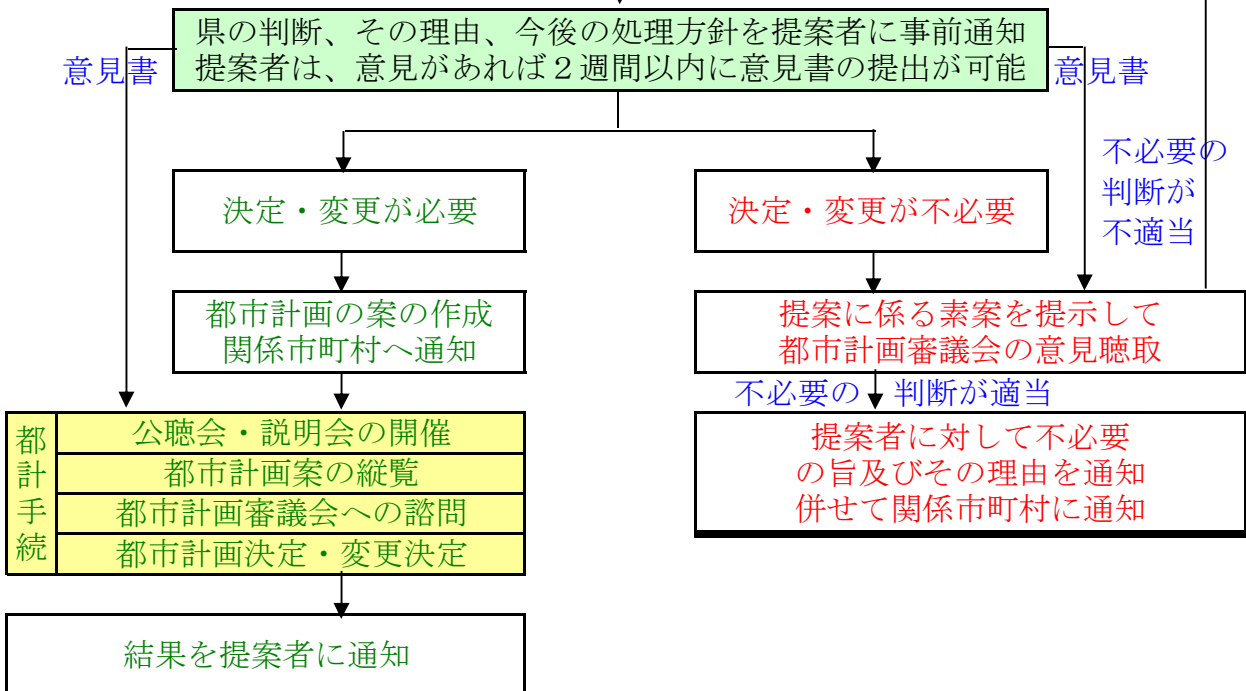 県の判断、その理由、今後の処理方針を提案者に事前通知
提案者は、意見があれば２週間以内に意見書の提出が可能
意見書
意見書
不必要の
判断が
不適当
決定・変更が必要
決定・変更が不必要
都市計画の案の作成
関係市町村へ通知
提案に係る素案を提示して
都市計画審議会の意見聴取
不必要の 判断が適当
都計手続
公聴会・説明会の開催
都市計画案の縦覧
都市計画審議会への諮問
都市計画決定・変更決定
提案者に対して不必要
の旨及びその理由を通知
併せて関係市町村に通知
結果を提案者に通知